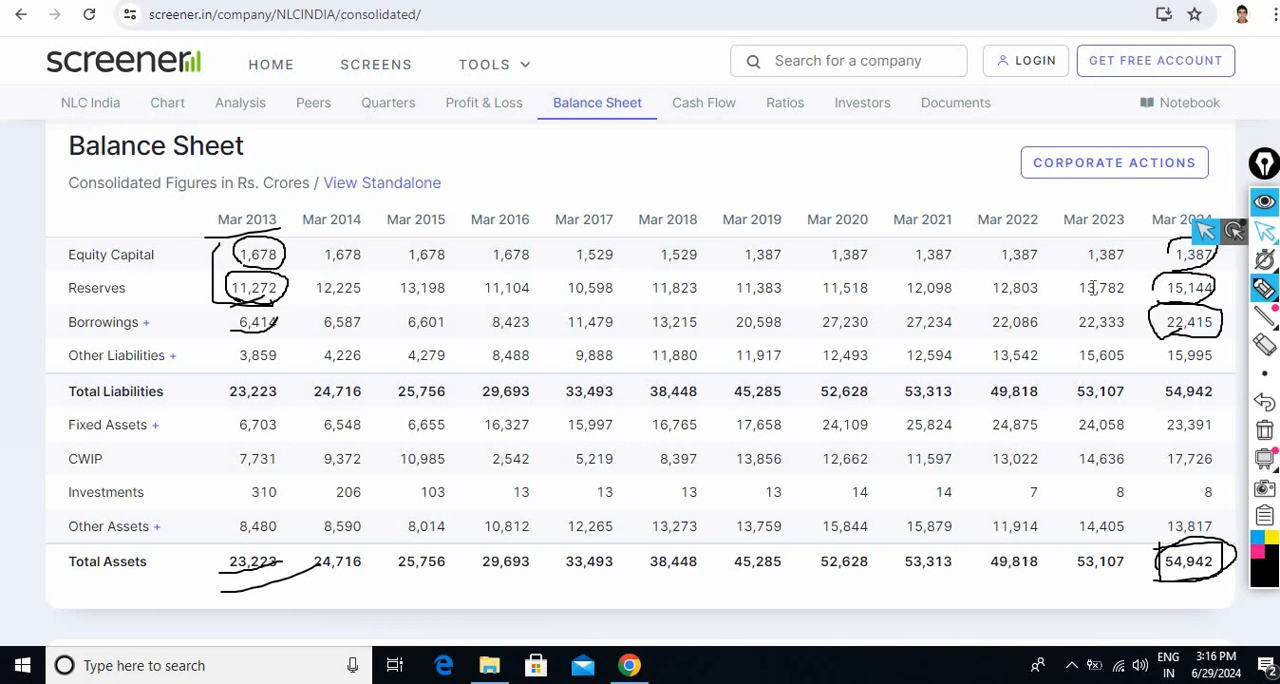 screener.in/company/NLCINDIA/consolidated/
screener
HOME
SCREENS
TOOLS
Search for a company
LOGIN
GET FREE ACCOUNT
NLC India Chart Analysis Peers Quarters Profit & Loss Balance Sheet Cash Flow Ratios Investors Documents Notebook
Balance Sheet
CORPORATE ACTIONS
Consolidated Figures in Rs. Crores / View Standalone
Mar 2013 Mar 2014 Mar 2015 Mar 2016 Mar 2017 Mar 2018 Mar 2019 Mar 2020 Mar 2021 Mar 2022 Mar 2023 Mar 2024
Equity Capital 1,678 1,678 1,678 1,678 1,529 1,529 1,387 1,387 1,387 1,387 1,387 1,387
Reserves 11,272 12,225 13,198 11,104 10,598 11,823 11,383 11,518 12,098 12,803 13,782 15,144
Borrowings + 6,414 6,587 6,601 8,423 11,479 13,215 20,598 27,230 27,234 22,086 22,333 22,415
Other Liabilities + 3,859 4,226 4,279 8,488 9,888 11,880 11,917 12,493 12,594 13,542 15,605 15,995
Total Liabilities 23,223 24,716 25,756 29,693 33,493 38,448 45,285 52,628 53,313 49,818 53,107 54,942
Fixed Assets + 6,703 6,548 6,655 16,327 15,997 16,765 17,658 24,109 25,824 24,875 24,058 23,391
CWIP 7,731 9,372 10,985 2,542 5,219 8,397 13,856 12,662 11,597 13,022 14,636 17,726
Investments 310 206 103 13 13 13 13 14 14 7 8 8
Other Assets + 8,480 8,590 8,014 10,812 12,265 13,273 13,759 15,844 15,879 11,914 14,405 13,817
Total Assets 23,223 24,716 25,756 29,693 33,493 38,448 45,285 52,628 53,313 49,818 53,107 54,942
Type here to search
ENG
IN
3:16 PM
6/29/2024
2